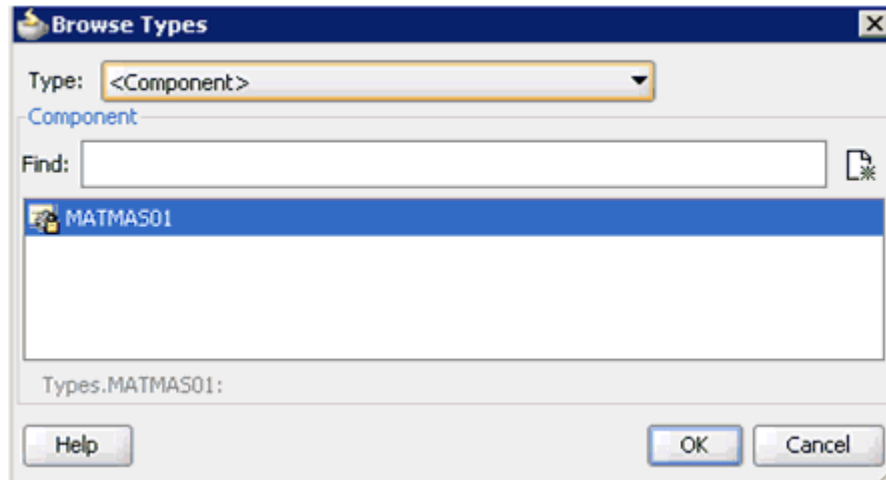 Browse Types
Type: <Component>
Component
Find:
MATMAS01
Types.MATMAS01:
Help OK Cancel